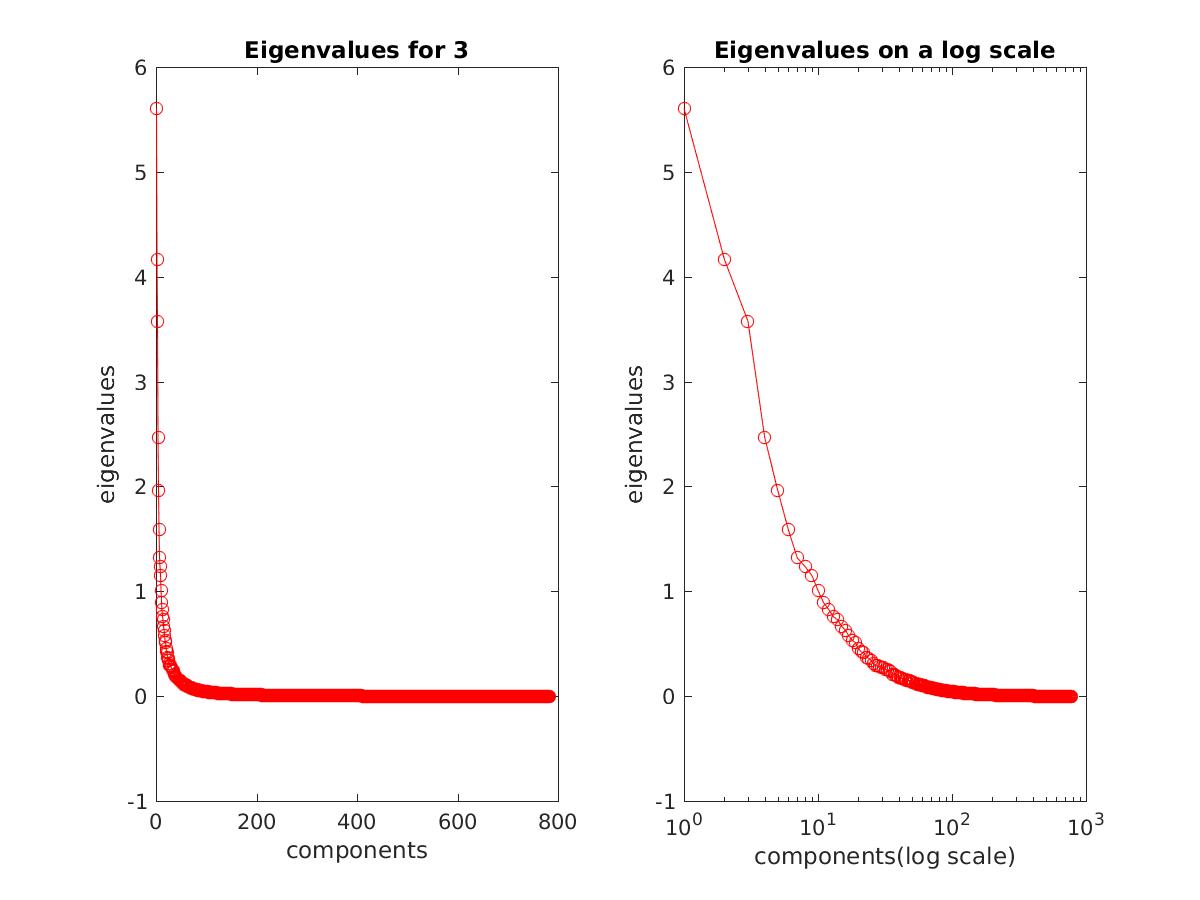 Eigenvalues for 3
6
5
4
3
2
1
0
-1
eigenvalues
0 200 400 600 800
components
Eigenvalues on a log scale
6
5
4
3
2
1
0
-1
eigenvalues
10^0 10^1 10^2 10^3
components(log scale)